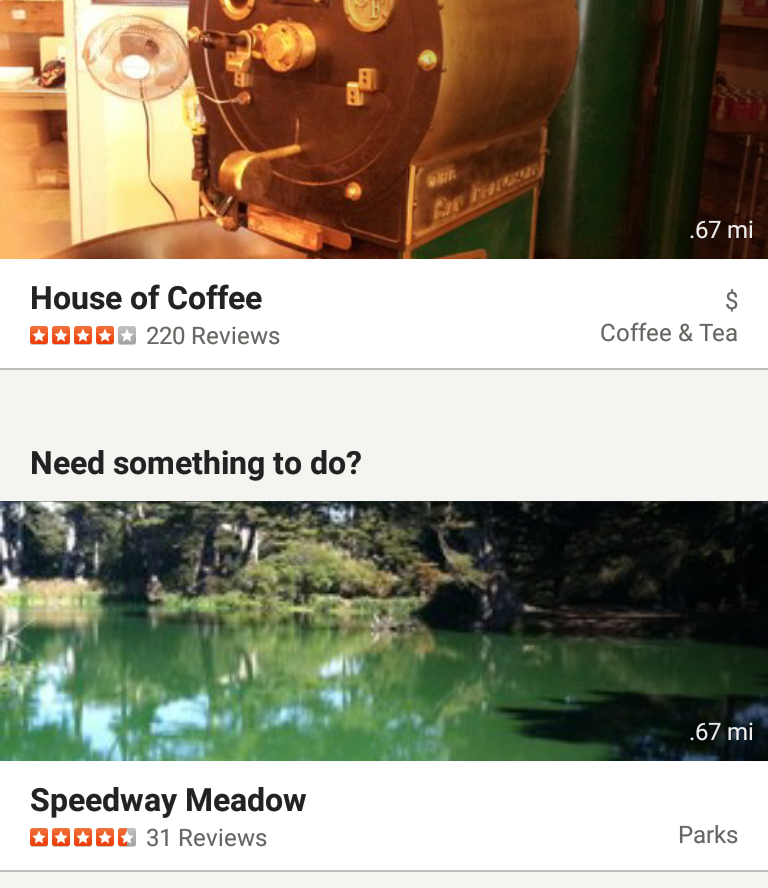 .67 mi
House of Coffee
$
220 Reviews
Coffee & Tea
Need something to do?
.67 mi
Speedway Meadow
31 Reviews
Parks